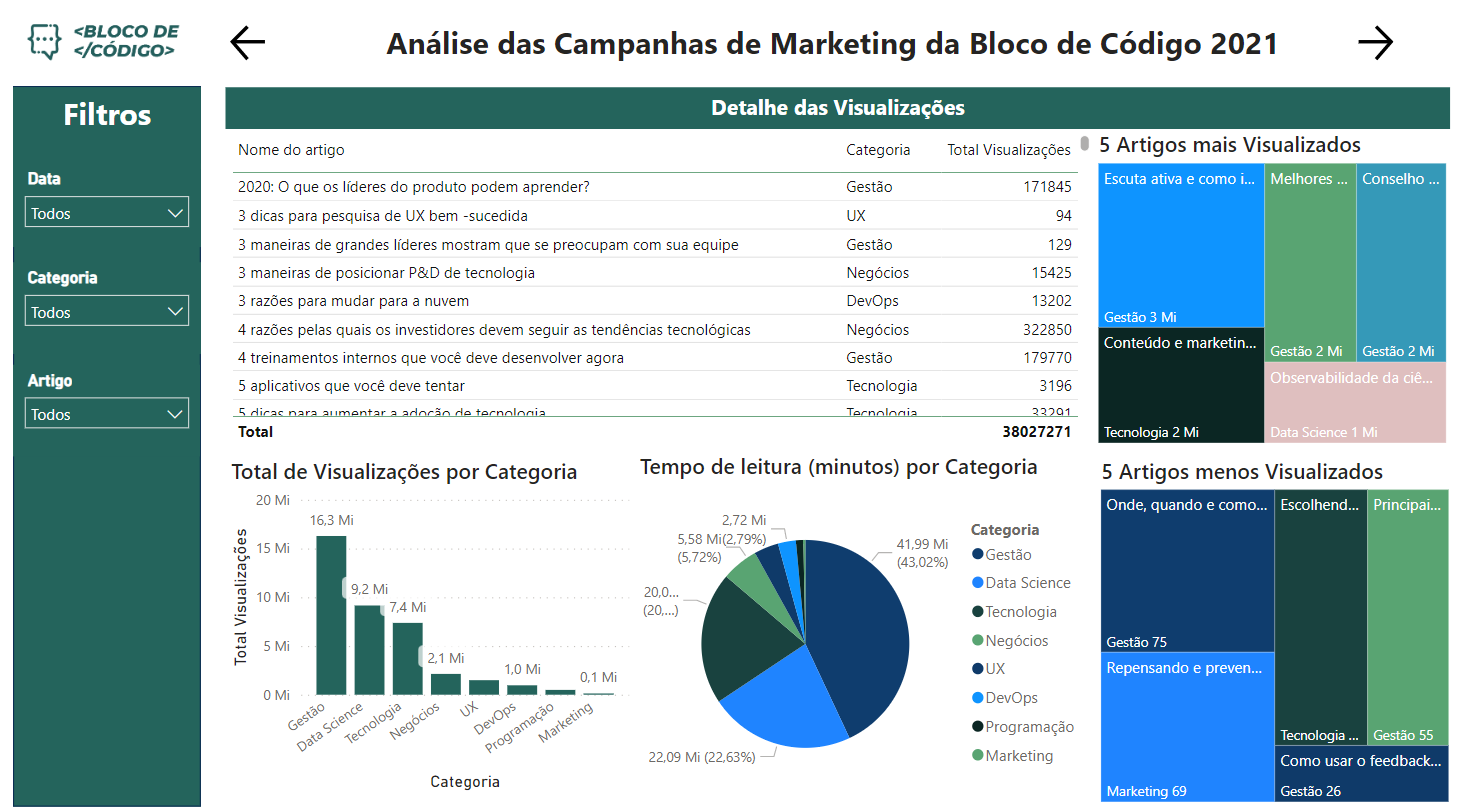 <BLOCO DE
</CÓDIGO>
Análise das Campanhas de Marketing da Bloco de Código 2021
Filtros
Data
Todos
Categoria
Todos
Artigo
Todos
Detalhe das Visualizações
Nome do artigo Categoria Total Visualizações
2020: O que os líderes do produto podem aprender? Gestão 171845
3 dicas para pesquisa de UX bem -sucedida UX 94
3 maneiras de grandes líderes mostram que se preocupam com sua equipe Gestão 129
3 maneiras de posicionar P&D de tecnologia Negócios 15425
3 razões para mudar para a nuvem DevOps 13202
4 razões pelas quais os investidores devem seguir as tendências tecnológicas Negócios 322850
4 treinamentos internos que você deve desenvolver agora Gestão 179770
5 aplicativos que você deve tentar Tecnologia 3196
5 dicas para aumentar a adoção de tecnologia Tecnologia 33291
Total 38027271
5 Artigos mais Visualizados
Escuta ativa e como i...
Gestão 3 Mi
Conteúdo e marketin...
Tecnologia 2 Mi
Melhores ...
Gestão 2 Mi
Conselho ...
Gestão 2 Mi
Observabilidade da ciê...
Data Science 1 Mi
Total de Visualizações por Categoria
Total Visualizações
20 Mi
15 Mi
10 Mi
5 Mi
0 Mi
16,3 Mi
9,2 Mi
7,4 Mi
2,1 Mi
1,0 Mi
0,1 Mi
Gestão
Data Science
Tecnologia
Negócios
UX
DevOps
Programação
Marketing
Categoria
Tempo de leitura (minutos) por Categoria
2,72 Mi
(2,79%)
5,58 Mi
(5,72%)
20,0...
(20,...)
22,09 Mi (22,63%)
41,99 Mi
(43,02%)
Categoria
Gestão
Data Science
Tecnologia
Negócios
UX
DevOps
Programação
Marketing
5 Artigos menos Visualizados
Onde, quando e como...
Gestão 75
Repensando e preven...
Marketing 69
Escolhend...
Tecnologia ...
Principai...
Gestão 55
Como usar o feedback...
Gestão 26